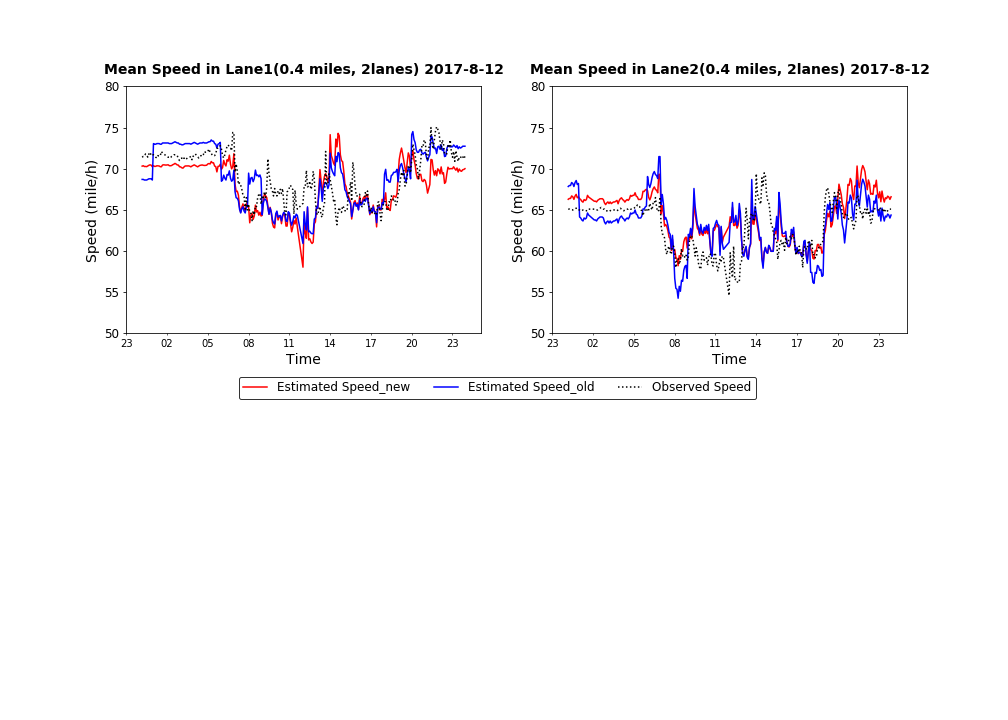 Mean Speed in Lane1(0.4 miles, 2lanes) 2017-8-12
80
75
70
65
60
55
50
Speed (mile/h)
23 02 05 08 11 14 17 20 23
Time
Mean Speed in Lane2(0.4 miles, 2lanes) 2017-8-12
80
75
70
65
60
55
50
Speed (mile/h)
23 02 05 08 11 14 17 20 23
Time
Estimated Speed_new Estimated Speed_old Observed Speed